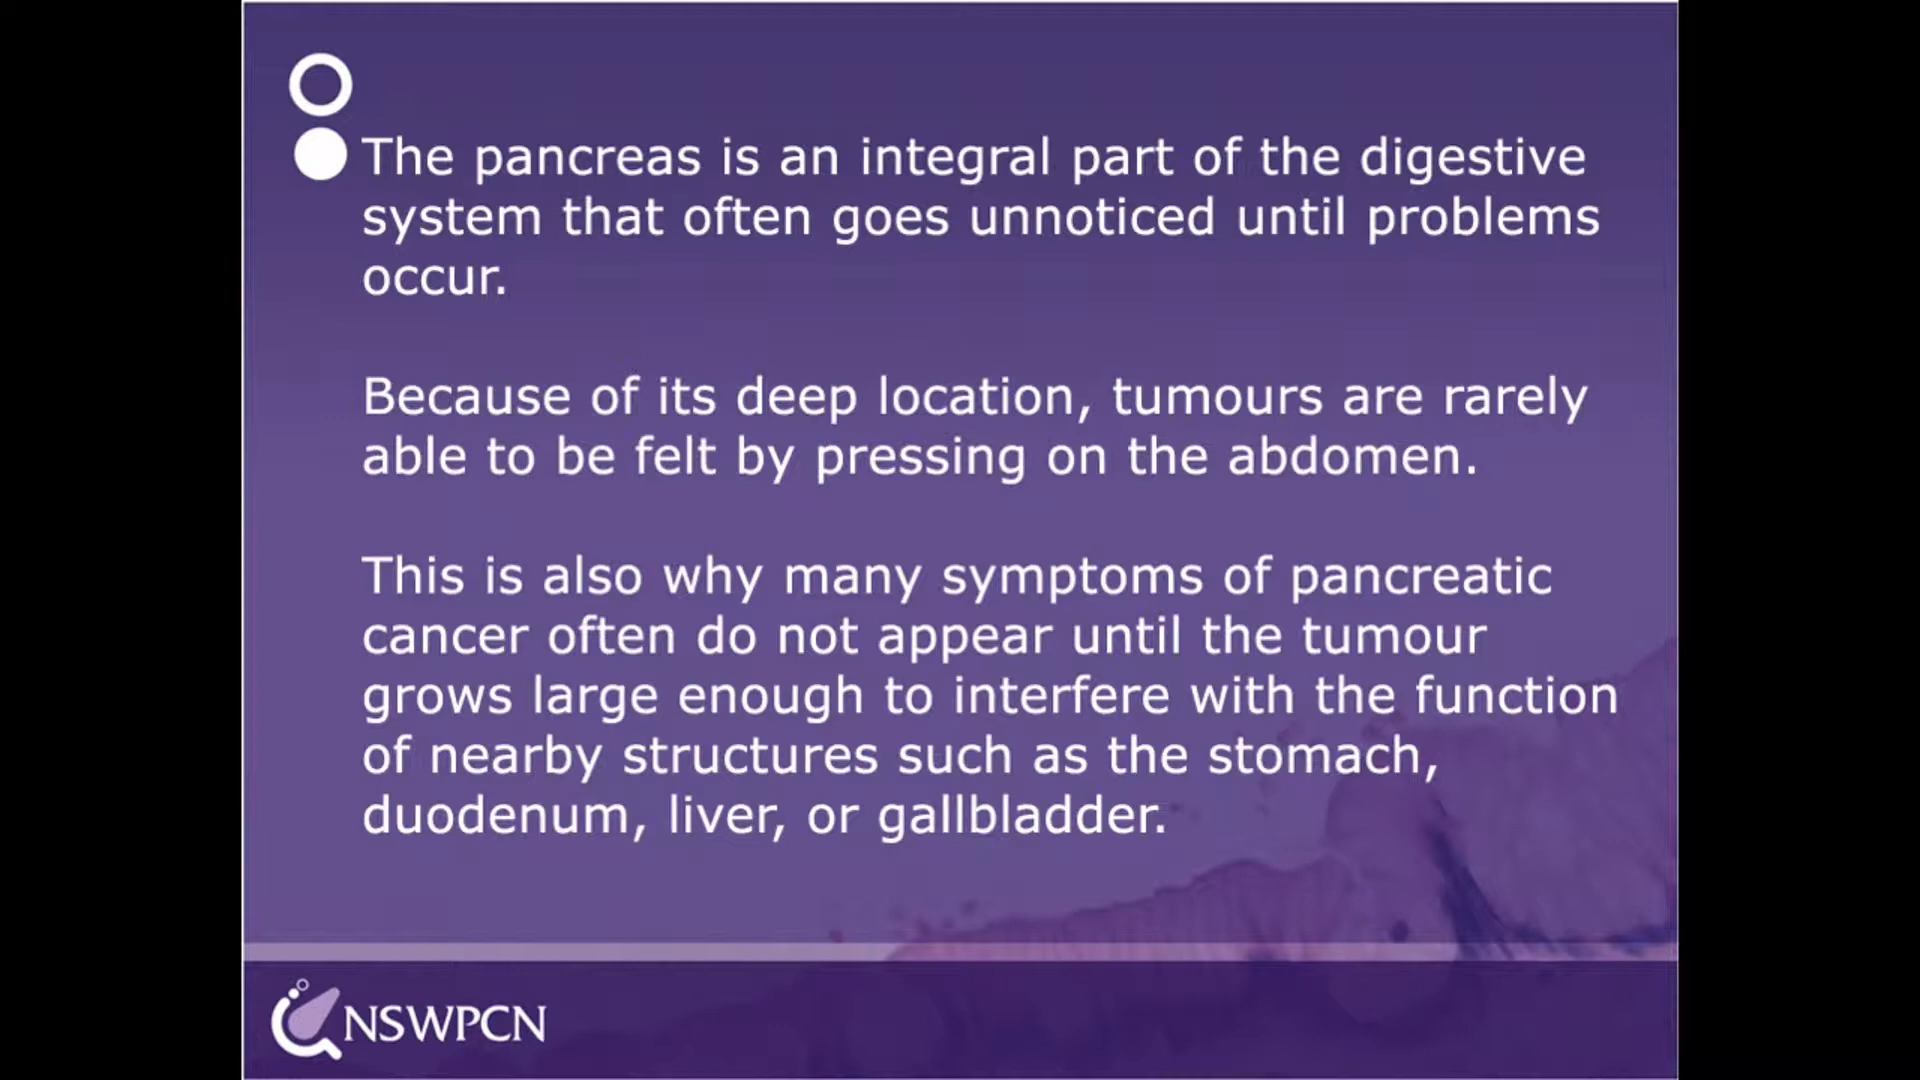 The pancreas is an integral part of the digestive
system that often goes unnoticed until problems
occur.
Because of its deep location, tumours are rarely
able to be felt by pressing on the abdomen.
This is also why many symptoms of pancreatic
cancer often do not appear until the tumour
grows large enough to interfere with the function
of nearby structures such as the stomach,
duodenum, liver, or gallbladder.
NSWPCN